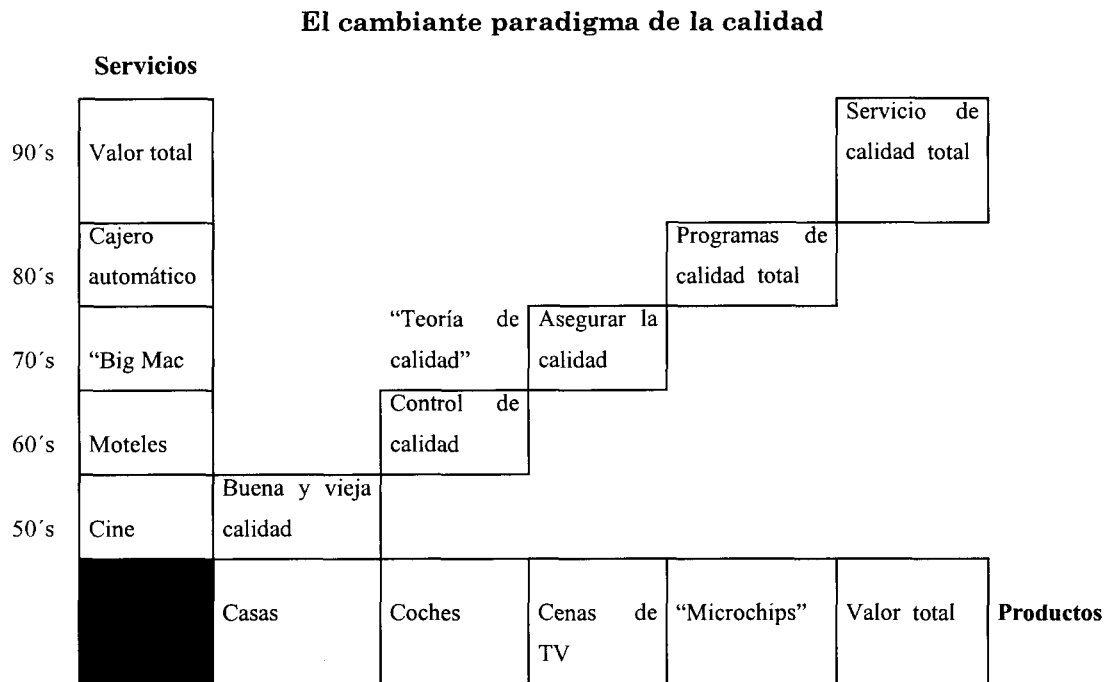 El cambiante paradigma de la calidad
Servicios
90´s
Valor total
Servicio de
calidad total
80´s
Cajero
automático
Programas de
calidad total
70´s
“Big Mac
“Teoría de
calidad”
Asegurar la
calidad
60´s
Moteles
Control de
calidad
50´s
Cine
Buena y vieja
calidad
Casas
Coches
Cenas de
TV
“Microchips”
Valor total
Productos